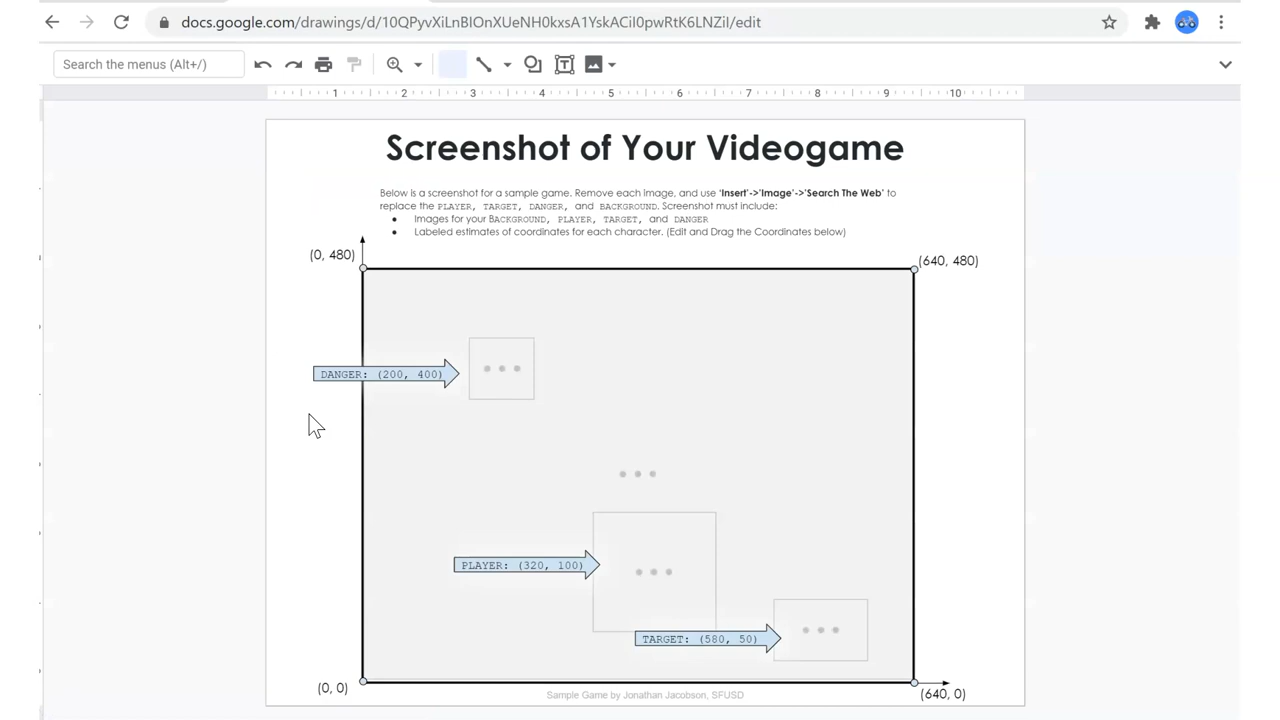 docs.google.com/drawings/d/10QPyvXiLnBIOnXUeNH0kxsA1YskACiI0pwRtK6LNZiI/edit
Search the menus (Alt+/)
1 2 3 4 5 6 7 8 9 10
Screenshot of Your Videogame
Below is a screenshot for a sample game. Remove each image, and use 'Insert'->'Image'->'Search The Web' to
replace the PLAYER, TARGET, DANGER, and BACKGROUND. Screenshot must include:
● Images for your BACKGROUND, PLAYER, TARGET, and DANGER
● Labeled estimates of coordinates for each character. (Edit and Drag the Coordinates below)
(0, 480)
(640, 480)
DANGER: (200, 400)
PLAYER: (320, 100)
TARGET: (580, 50)
(0, 0)
(640, 0)
Sample Game by Jonathan Jacobson, SFUSD